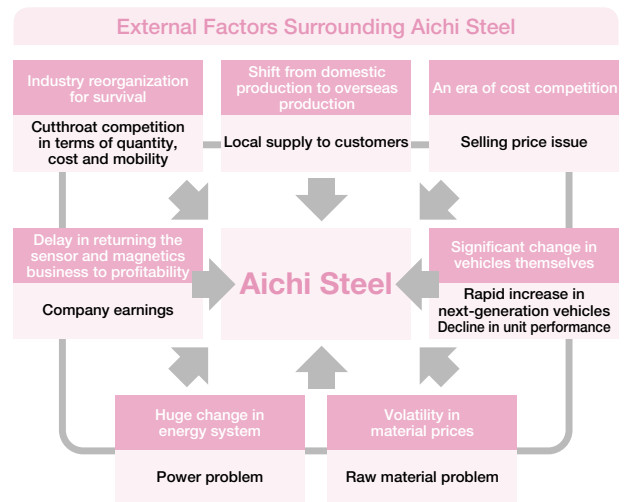 External Factors Surrounding Aichi Steel
Industry reorganization
for survival
Cutthroat competition
in terms of quantity,
cost and mobility
Shift from domestic
production to overseas
production
Local supply to customers
An era of cost competition
Selling price issue
Delay in returning the
sensor and magnetics
business to profitability
Company earnings
Aichi Steel
Significant change in
vehicles themselves
Rapid increase in
next-generation vehicles
Decline in unit performance
Huge change in
energy system
Power problem
Volatility in
material prices
Raw material problem